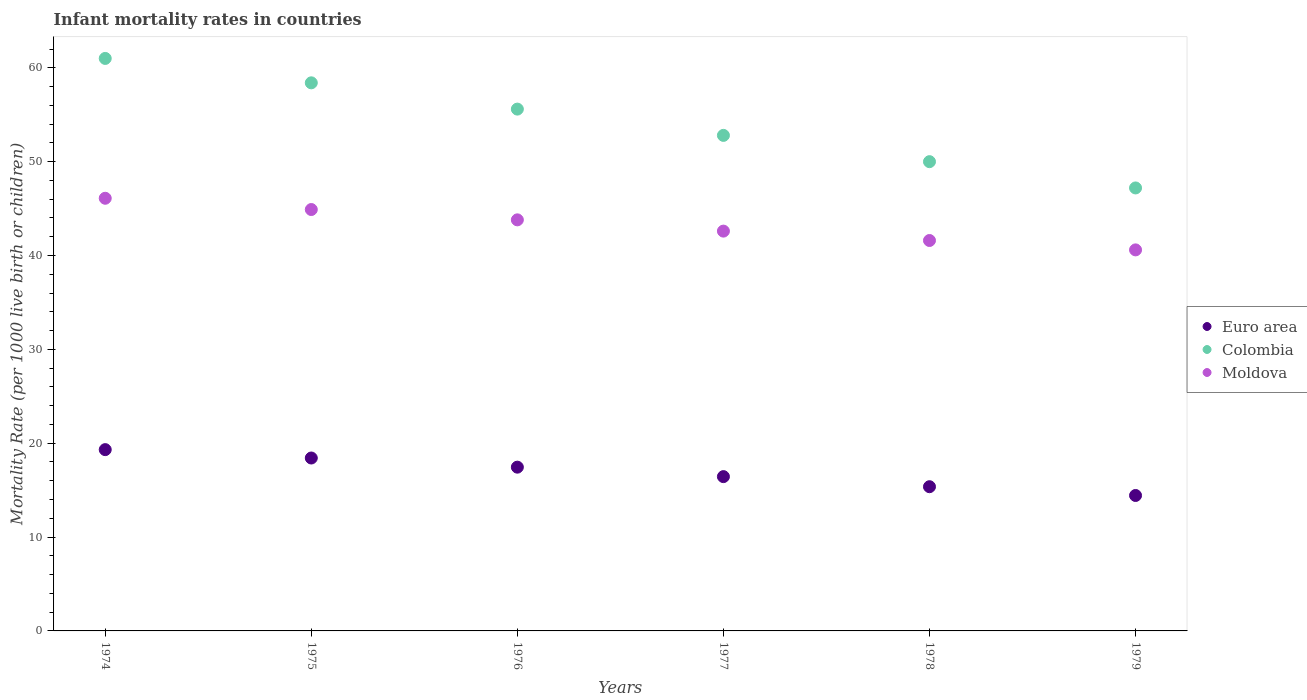 Infant mortality rates in countries
Mortality Rate (per 1000 live birth or children)
60
50
40
30
20
10
0
1974
1975
1976
1977
1978
1979
Years
Euro area
Colombia
Moldova